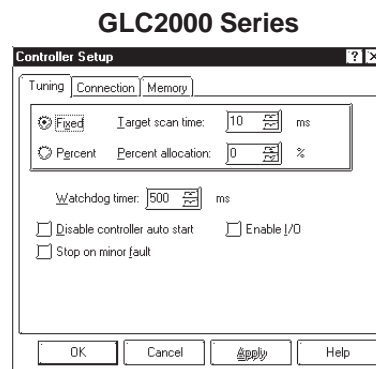 GLC2000 Series
Controller Setup
Tuning Connection Memory
Fixed Target scan time: 10 ms
Percent Percent allocation: 0 %
Watchdog timer: 500 ms
Disable controller auto start Enable I/O
Stop on minor fault
OK Cancel Apply Help